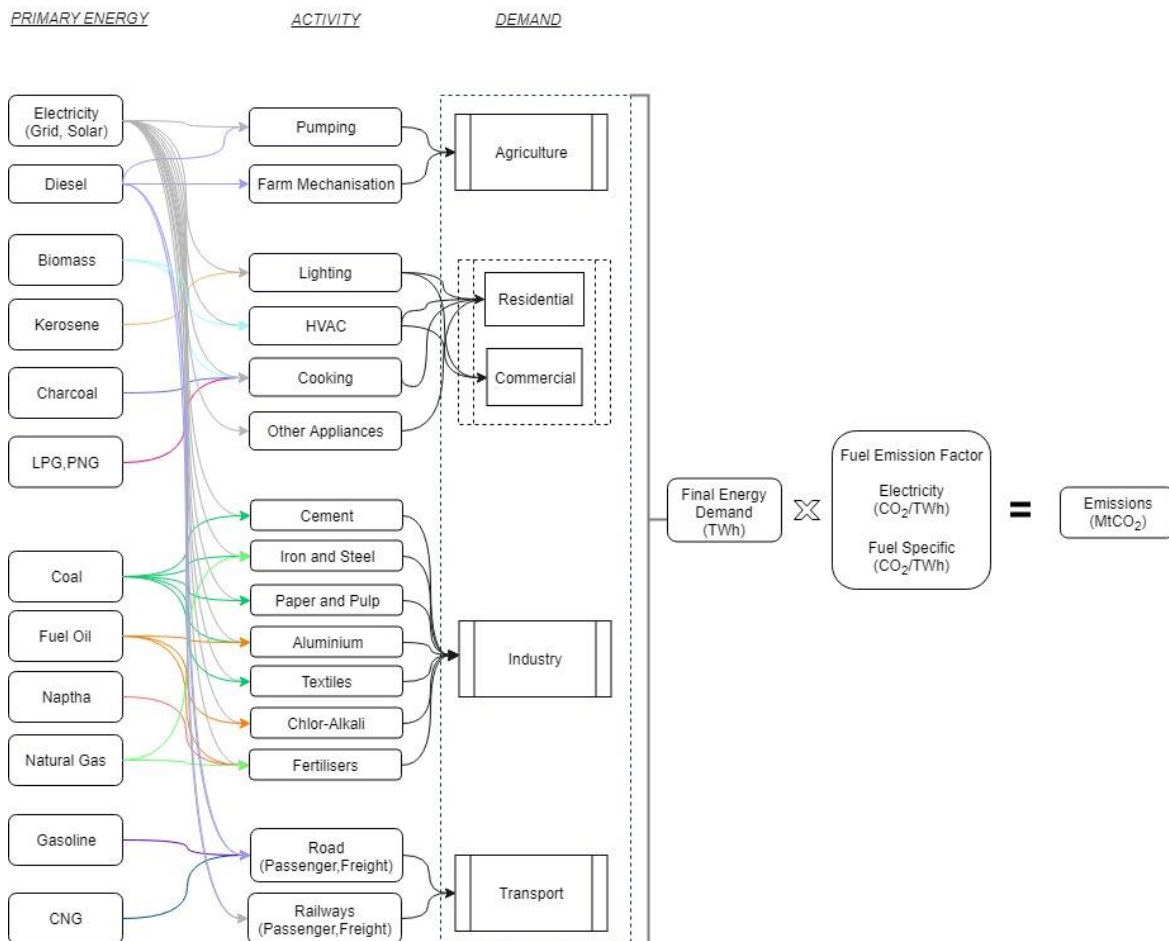 PRIMARY ENERGY
ACTIVITY
DEMAND
Electricity
(Grid, Solar)
Diesel
Biomass
Kerosene
Charcoal
LPG,PNG
Coal
Fuel Oil
Naptha
Natural Gas
Gasoline
CNG
Pumping
Farm Mechanisation
Lighting
HVAC
Cooking
Other Appliances
Cement
Iron and Steel
Paper and Pulp
Aluminium
Textiles
Chlor-Alkali
Fertilisers
Road
(Passenger,Freight)
Railways
(Passenger,Freight)
Agriculture
Residential
Commercial
Industry
Transport
Final Energy
Demand
(TWh)
Fuel Emission Factor
Electricity
(CO₂/TWh)
Fuel Specific
(CO₂/TWh)
=
Emissions
(MtCO₂)